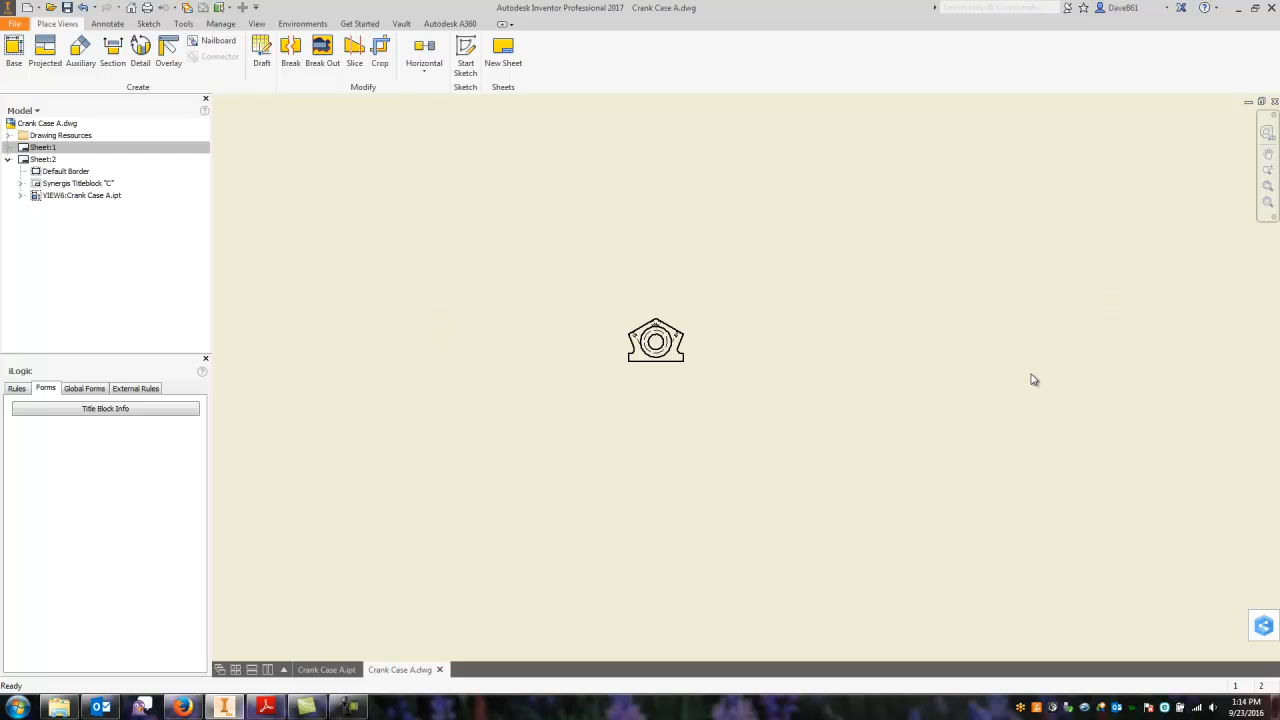 Autodesk Inventor Professional 2017 Crank Case A.dwg
DaveB61
File Place Views Annotate Sketch Tools Manage View Environments Get Started Vault Autodesk A360
Base Projected Auxiliary Section Detail Overlay
Nailboard
Connector
Draft Break Break Out Slice Crop Horizontal Start Sketch New Sheet
Create Modify Sketch Sheets
Model
Crank Case A.dwg
Drawing Resources
Sheet:1
Sheet:2
Default Border
Synergis Titleblock "C"
VIEW6:Crank Case A.ipt
iLogic
Rules Forms Global Forms External Rules
Title Block Info
Crank Case A.ipt Crank Case A.dwg
Ready
1 2
1:14 PM
9/23/2016